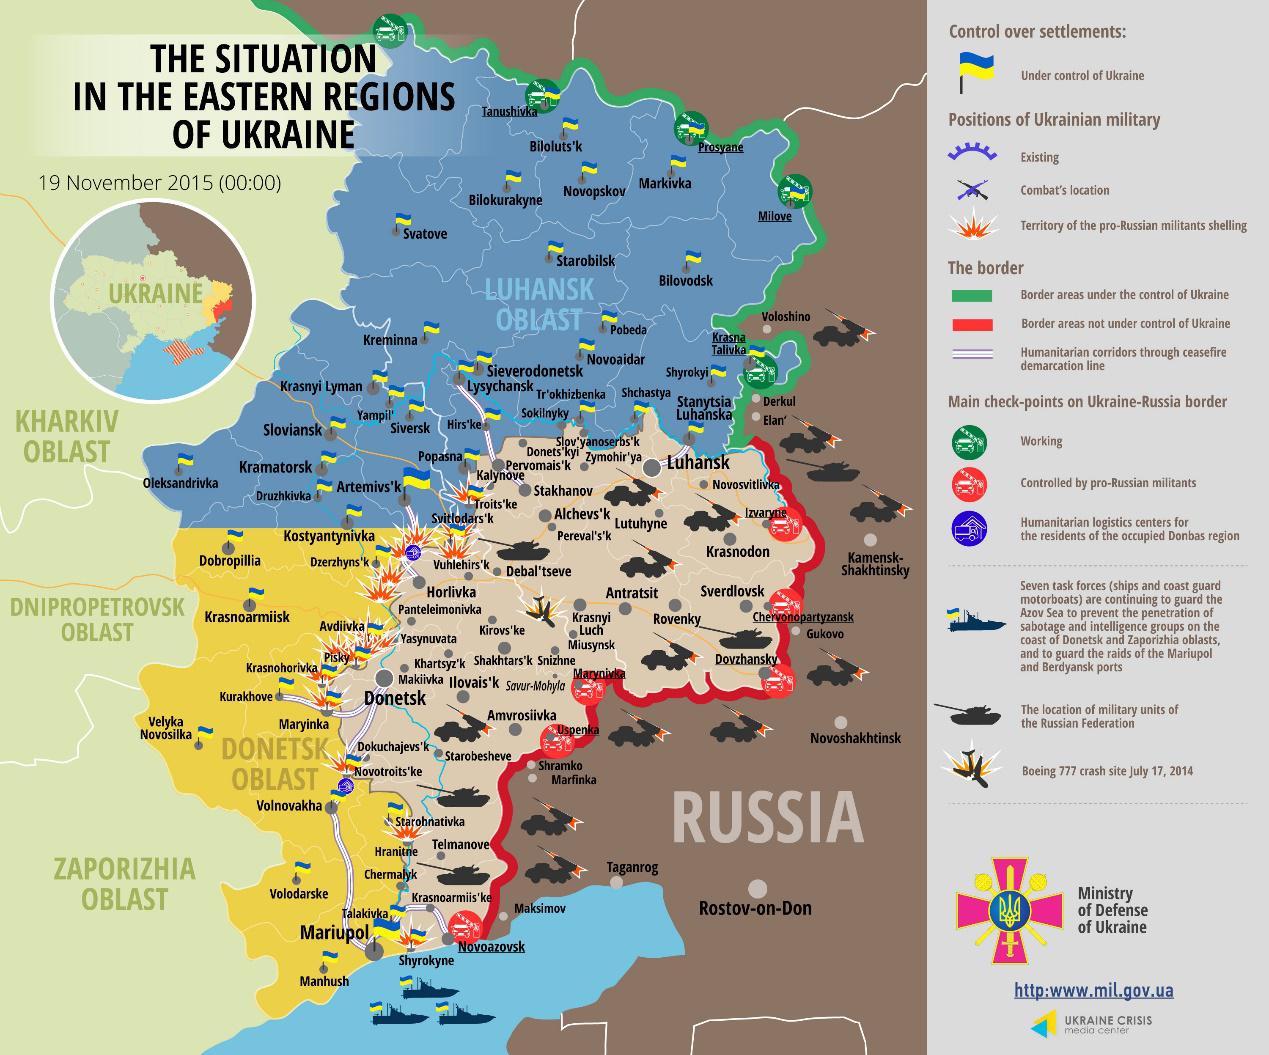 THE SITUATION
IN THE EASTERN REGIONS
OF UKRAINE
19 November 2015 (00:00)
UKRAINE
KHARKIV
OBLAST
DNIPROPETROVSK
OBLAST
ZAPORIZHIA
OBLAST
LUHANSK
OBLAST
DONETSK
OBLAST
RUSSIA
Tanushivka
Biloluts'k
Prosyane
Bilokurakyne
Novopskov
Markivka
Milove
Svatove
Starobilsk
Bilovodsk
Voloshino
Pobeda
Krasna
Talivka
Kreminna
Novoaidar
Sieverodonetsk
Lysychansk
Shyrokyi
Krasnyi Lyman
Tr'okhizbenka
Shchastya
Stanytsia
Luhanska
Derkul
Elan'
Yampil'
Siversk
Hirs'ke
Sokilnyky
Sloviansk
Slov'yanoserbs'k
Donets'kyi
Zymohir'ya
Popasna
Pervomais'k
Luhansk
Kramatorsk
Kalynove
Oleksandrivka
Druzhkivka
Artemivs'k
Stakhanov
Novosvitlivka
Troits'ke
Svitlodars'k
Alchevs'k
Lutuhyne
Izvaryne
Kostyantynivka
Pereval's'k
Krasnodon
Kamensk-
Shakhtinsky
Dobropillia
Dzerzhyns'k
Vuhlehirs'k
Debal'tseve
Horlivka
Antratsit
Sverdlovsk
Krasnoarmiisk
Panteleimonivka
Chervonopartyzansk
Avdiivka
Krasnyi
Luch
Rovenky
Gukovo
Kirovs'ke
Yasynuvata
Miusynsk
Pisky
Khartsyz'k
Shakhtars'k
Snizhne
Dovzhansky
Krasnohorivka
Makiivka
Marynivka
Kurakhove
Donetsk
Ilovais'k
Savur-Mohyla
Velyka
Novosilka
Maryinka
Amvrosiivka
Uspenka
Novoshakhtinsk
Dokuchajevs'k
Starobesheve
Novotroits'ke
Shramko
Marfinka
Volnovakha
Starohnativka
Hranitne
Telmanove
Chermalyk
Taganrog
Volodarske
Krasnoarmiis'ke
Rostov-on-Don
Talakivka
Maksimov
Mariupol
Novoazovsk
Shyrokyne
Manhush
Control over settlements:
Under control of Ukraine
Positions of Ukrainian military
Existing
Combat's location
Territory of the pro-Russian militants shelling
The border
Border areas under the control of Ukraine
Border areas not under control of Ukraine
Humanitarian corridors through ceasefire
demarcation line
Main check-points on Ukraine-Russia border
Working
Controlled by pro-Russian militants
Humanitarian logistics centers for
the residents of the occupied Donbas region
Seven task forces (ships and coast guard
motorboats) are continuing to guard the
Azov Sea to prevent the penetration of
sabotage and intelligence groups on the
coast of Donetsk and Zaporizhia oblasts,
and to guard the raids of the Mariupol
and Berdyansk ports
The location of military units of
the Russian Federation
Boeing 777 crash site July 17, 2014
Ministry
of Defense
of Ukraine
http:www.mil.gov.ua
UKRAINE CRISIS
media center